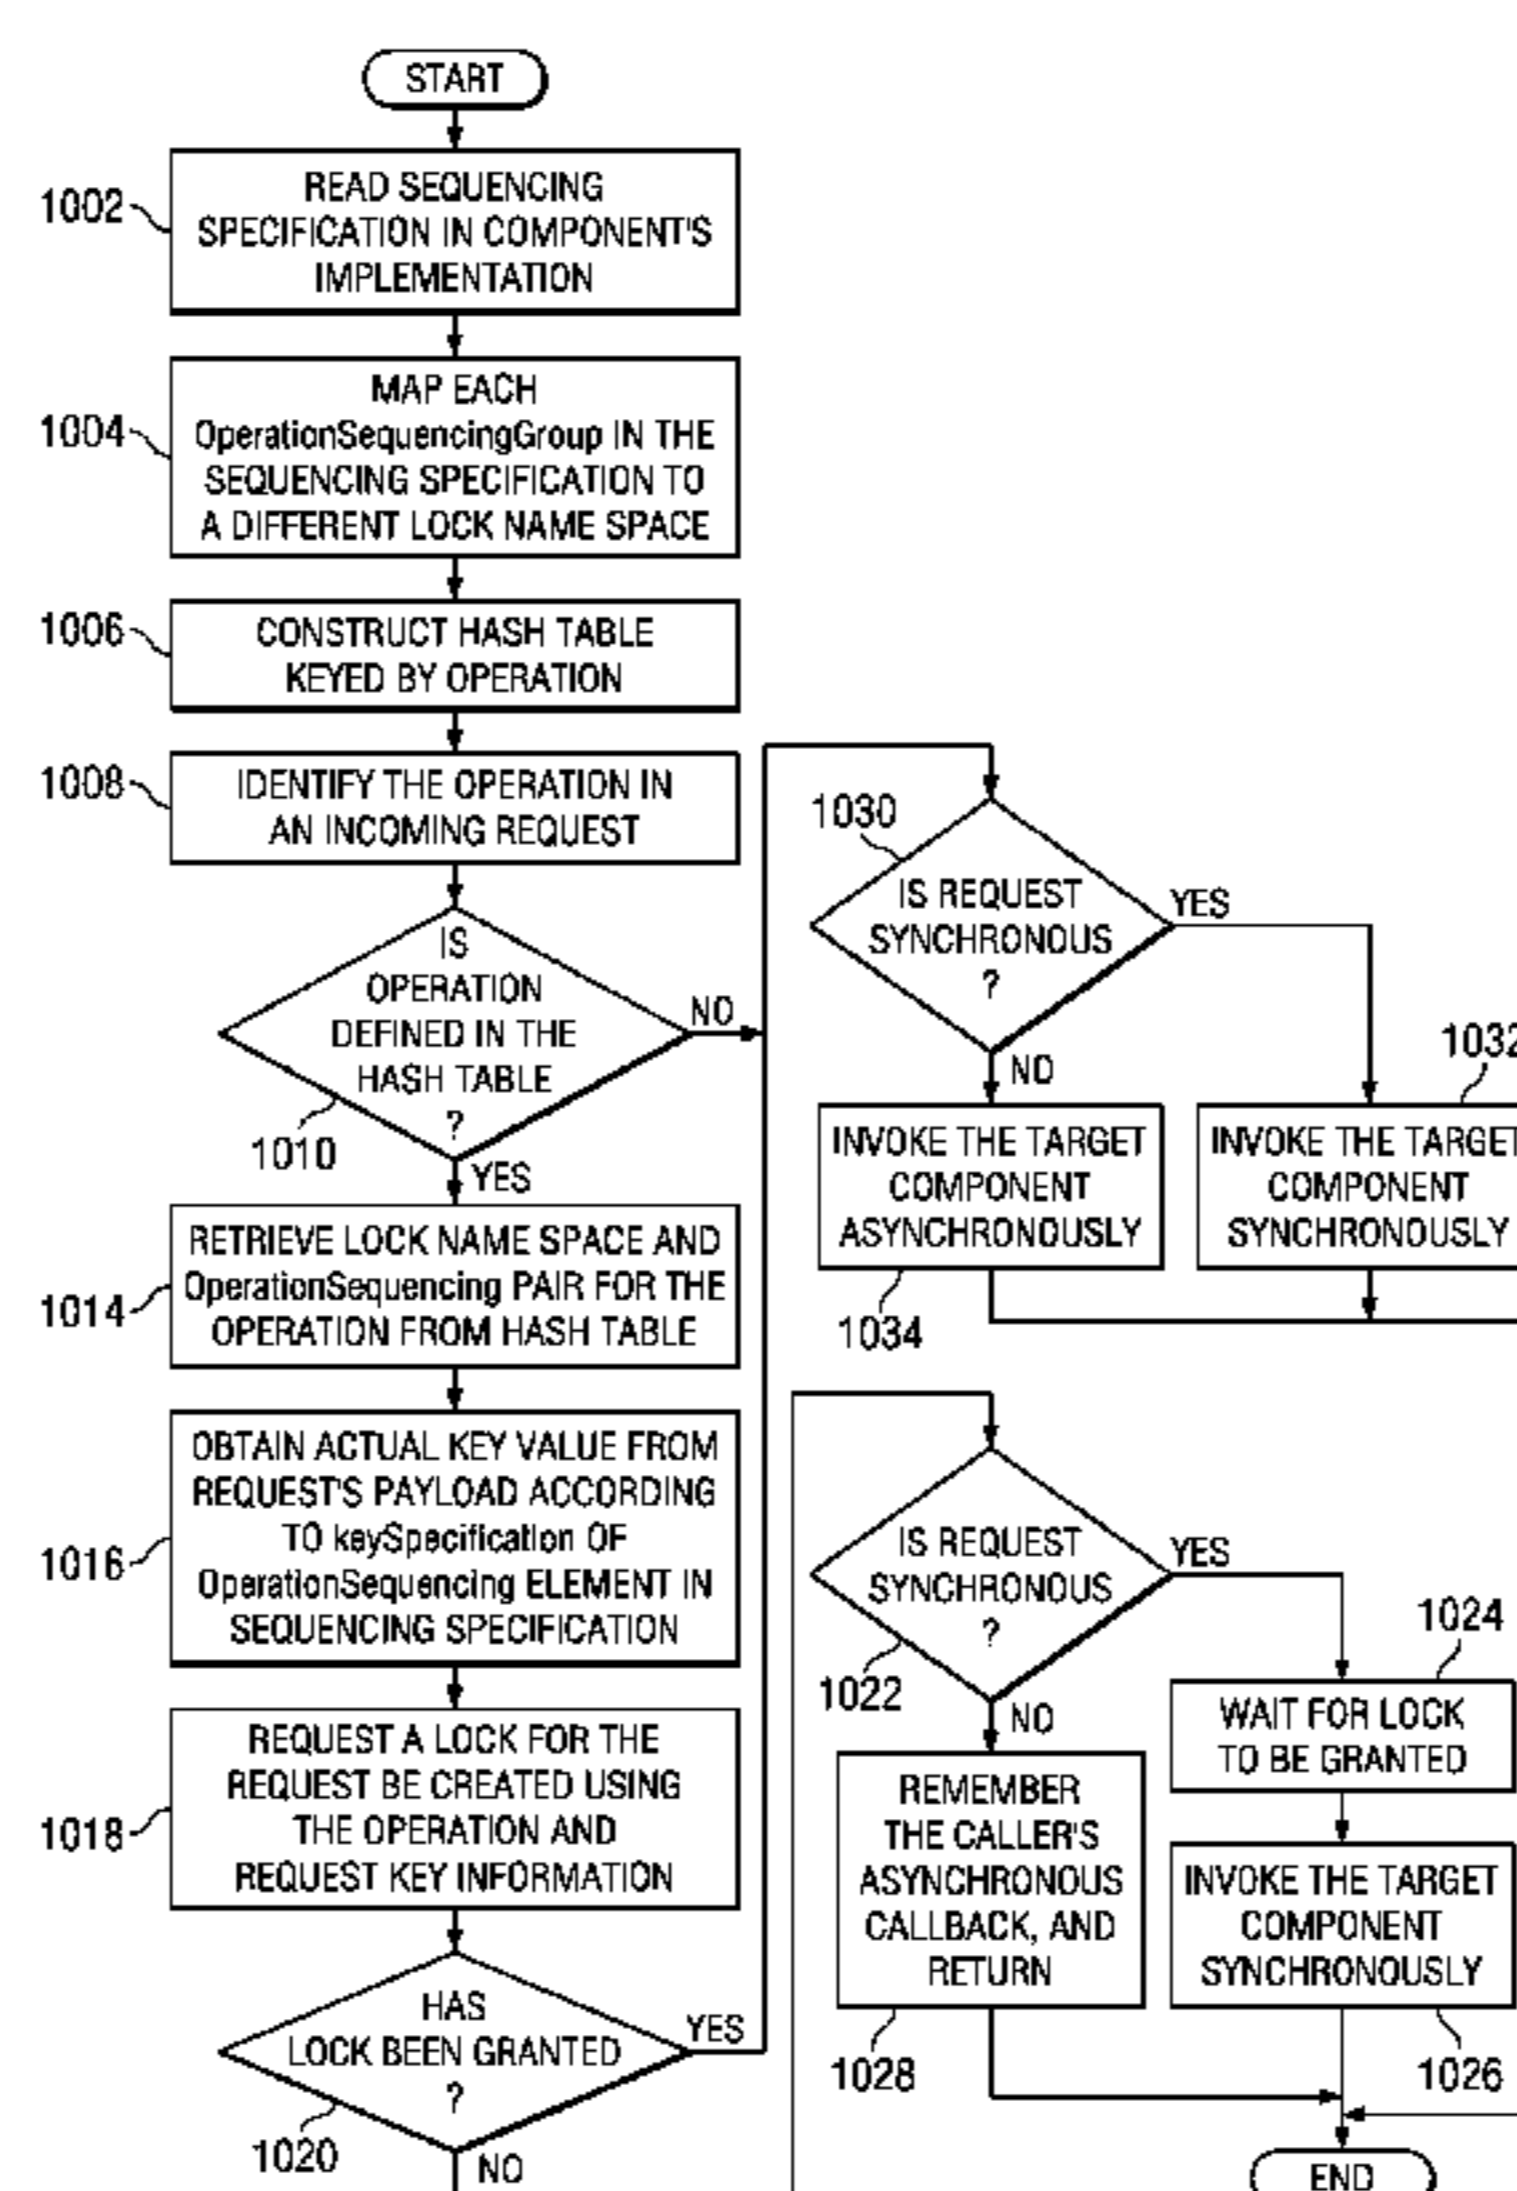 START
1002
READ SEQUENCING
SPECIFICATION IN COMPONENT'S
IMPLEMENTATION
1004
MAP EACH
OperationSequencingGroup IN THE
SEQUENCING SPECIFICATION TO
A DIFFERENT LOCK NAME SPACE
1006
CONSTRUCT HASH TABLE
KEYED BY OPERATION
1008
IDENTIFY THE OPERATION IN
AN INCOMING REQUEST
IS
OPERATION
DEFINED IN THE
HASH TABLE
?
NO
1010
YES
1014
RETRIEVE LOCK NAME SPACE AND
OperationSequencing PAIR FOR THE
OPERATION FROM HASH TABLE
1016
OBTAIN ACTUAL KEY VALUE FROM
REQUEST'S PAYLOAD ACCORDING
TO keySpecification OF
OperationSequencing ELEMENT IN
SEQUENCING SPECIFICATION
1018
REQUEST A LOCK FOR THE
REQUEST BE CREATED USING
THE OPERATION AND
REQUEST KEY INFORMATION
HAS
LOCK BEEN GRANTED
?
YES
1020
NO
1030
IS REQUEST
SYNCHRONOUS
?
YES
NO
1032
INVOKE THE TARGET
COMPONENT
ASYNCHRONOUSLY
1034
INVOKE THE TARGET
COMPONENT
SYNCHRONOUSLY
IS REQUEST
SYNCHRONOUS
?
YES
1022
NO
1024
WAIT FOR LOCK
TO BE GRANTED
REMEMBER
THE CALLER'S
ASYNCHRONOUS
CALLBACK, AND
RETURN
1028
INVOKE THE TARGET
COMPONENT
SYNCHRONOUSLY
1026
END